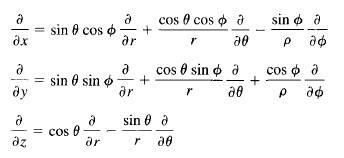 ∂/∂x = sin θ cos ϕ ∂/∂r + (cos θ cos ϕ)/r ∂/∂θ − (sin ϕ)/ρ ∂/∂ϕ
∂/∂y = sin θ sin ϕ ∂/∂r + (cos θ sin ϕ)/r ∂/∂θ + (cos ϕ)/ρ ∂/∂ϕ
∂/∂z = cos θ ∂/∂r − (sin θ)/r ∂/∂θ